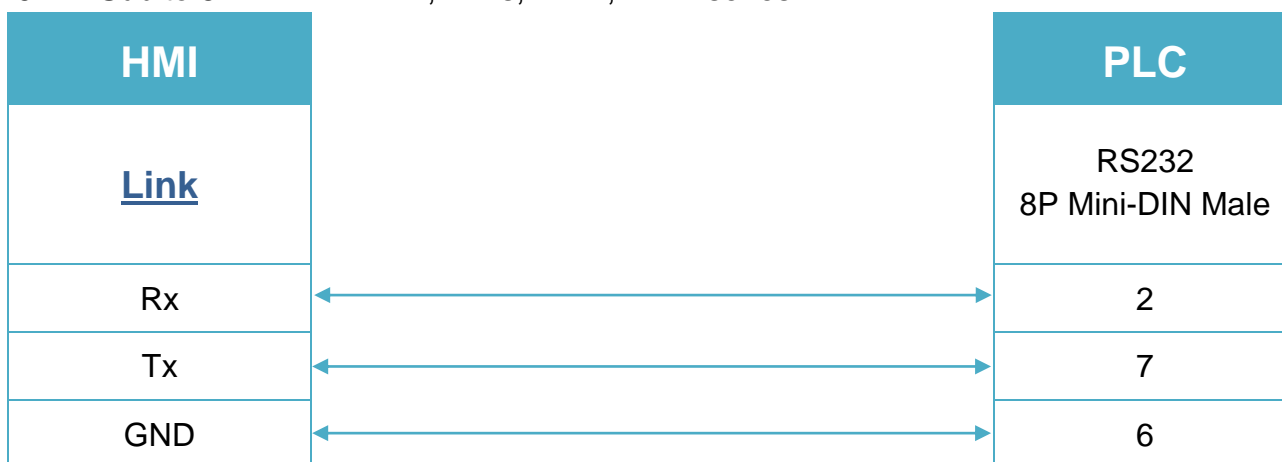 HMI
PLC
Link
RS232
8P Mini-DIN Male
Rx
2
Tx
7
GND
6